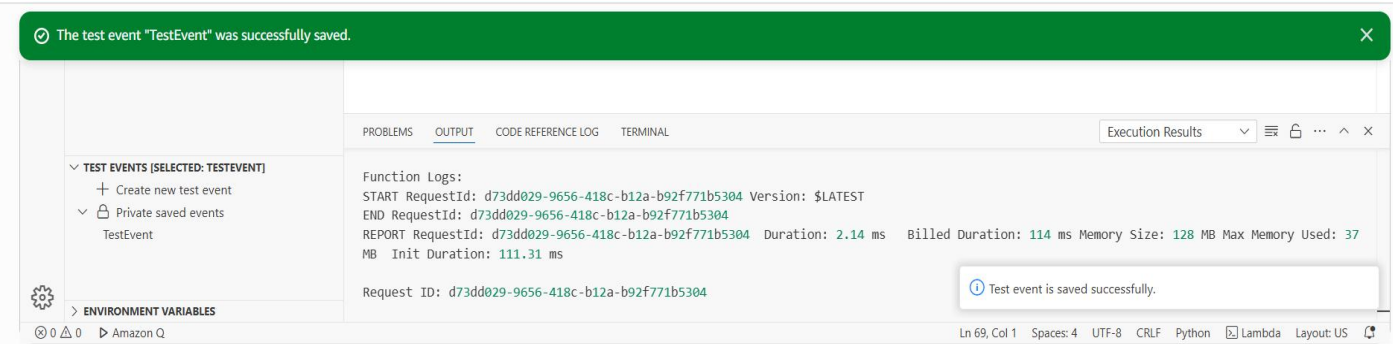 The test event "TestEvent" was successfully saved.
PROBLEMS OUTPUT CODE REFERENCE LOG TERMINAL
Execution Results
TEST EVENTS [SELECTED: TESTEVENT]
Create new test event
Private saved events
TestEvent
ENVIRONMENT VARIABLES
Function Logs:
START RequestId: d73dd029-9656-418c-b12a-b92f771b5304 Version: $LATEST
END RequestId: d73dd029-9656-418c-b12a-b92f771b5304
REPORT RequestId: d73dd029-9656-418c-b12a-b92f771b5304 Duration: 2.14 ms Billed Duration: 114 ms Memory Size: 128 MB Max Memory Used: 37
MB Init Duration: 111.31 ms
Request ID: d73dd029-9656-418c-b12a-b92f771b5304
Test event is saved successfully.
0 0 Amazon Q Ln 69, Col 1 Spaces: 4 UTF-8 CRLF Python Lambda Layout: US